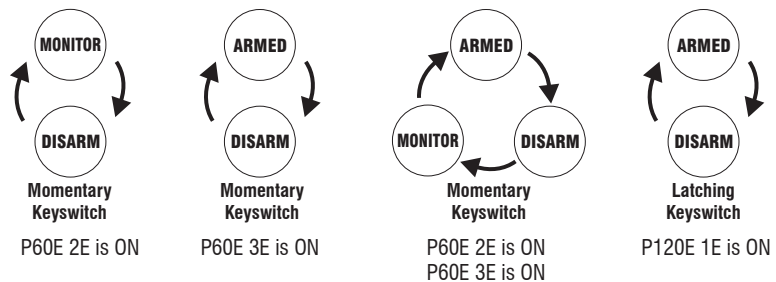 MONITOR
DISARM
Momentary
Keyswitch
P60E 2E is ON
ARMED
DISARM
Momentary
Keyswitch
P60E 3E is ON
ARMED
MONITOR
DISARM
Momentary
Keyswitch
P60E 2E is ON
P60E 3E is ON
ARMED
DISARM
Latching
Keyswitch
P120E 1E is ON